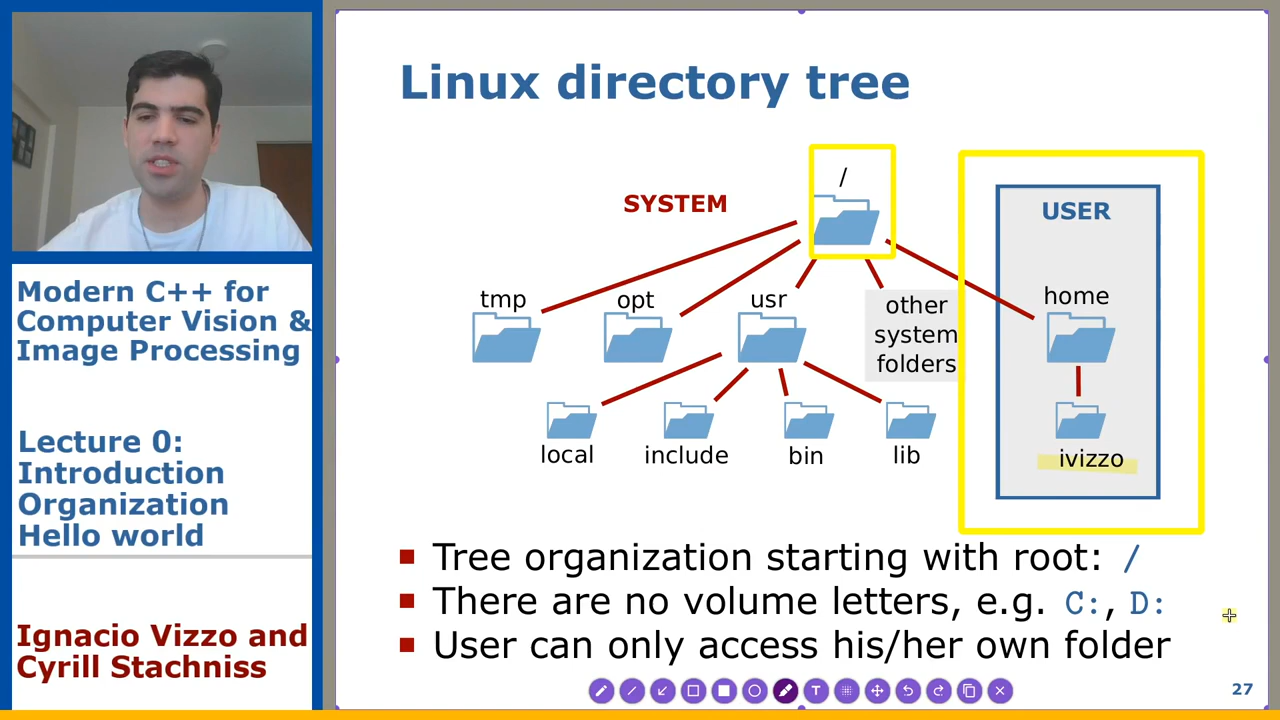 Modern C++ for
Computer Vision &
Image Processing
Lecture 0:
Introduction
Organization
Hello world
Ignacio Vizzo and
Cyrill Stachniss
Linux directory tree
/
SYSTEM
USER
tmp
opt
usr
other
system
folders
home
local
include
bin
lib
ivizzo
Tree organization starting with root: /
There are no volume letters, e.g. C:, D:
User can only access his/her own folder
T
27